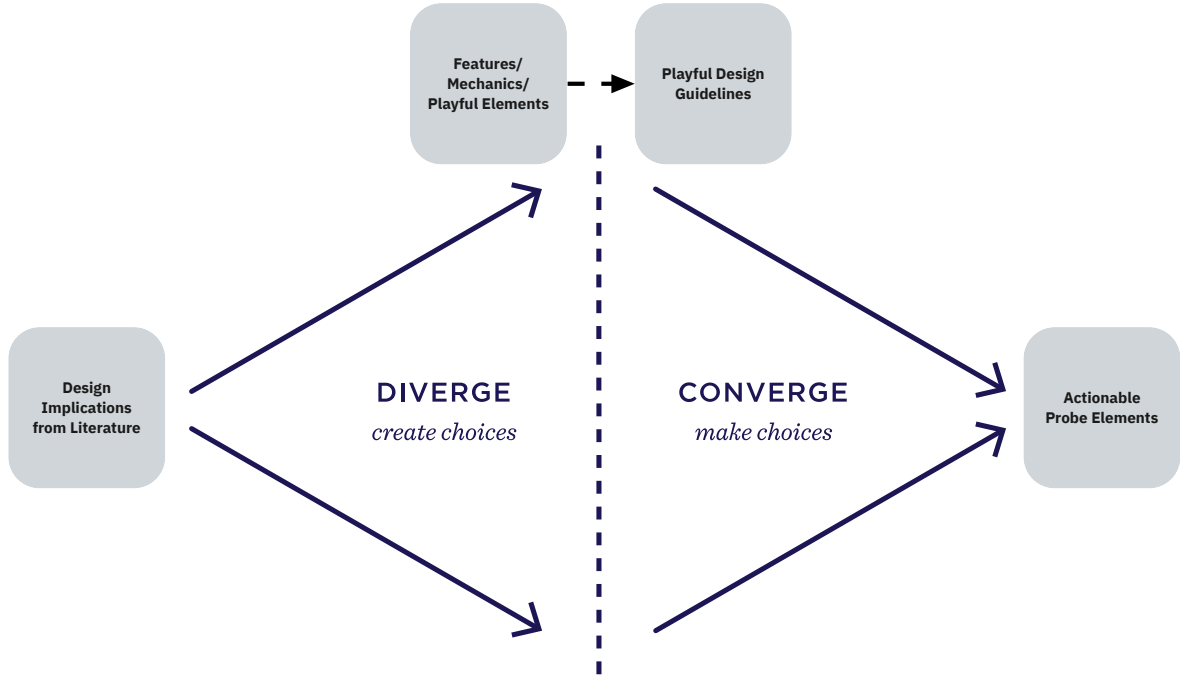 Features/
Mechanics/
Playful Elements
Playful Design
Guidelines
Design
Implications
from Literature
DIVERGE
create choices
CONVERGE
make choices
Actionable
Probe Elements